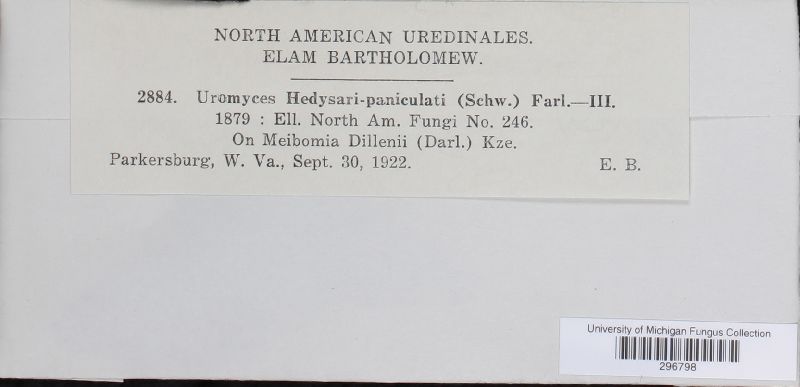 NORTH AMERICAN UREDINALES.
ELAM BARTHOLOMEW.
2884. Uromyces Hedysari-paniculati (Schw.) Farl.—III.
1879 : Ell. North Am. Fungi No. 246.
On Meibomia Dillenii (Darl.) Kze.
Parkersburg, W. Va., Sept. 30, 1922. E. B.
University of Michigan Fungus Collection
296798